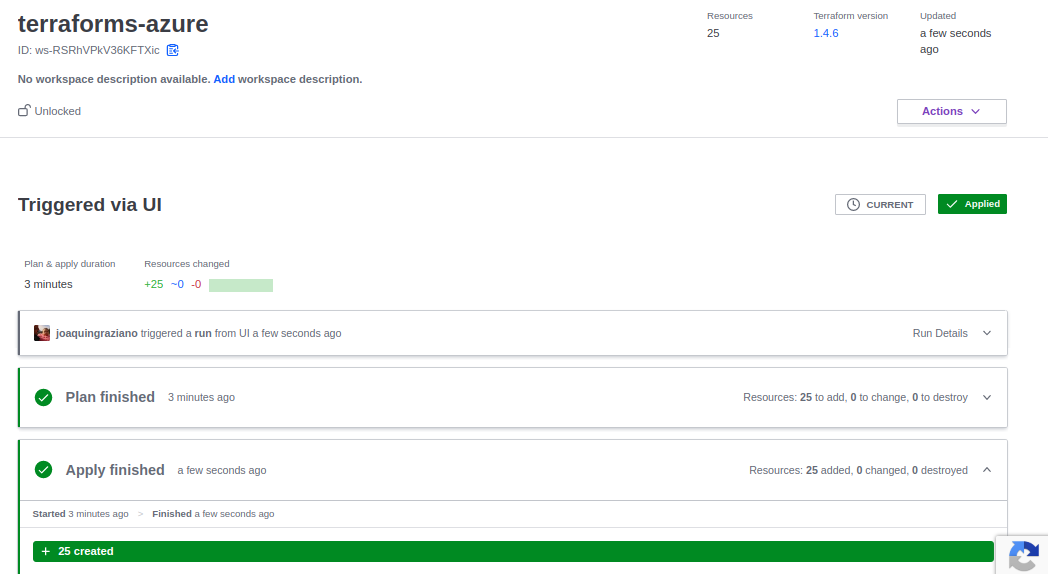 terraforms-azure
Resources
25
Terraform version
1.4.6
Updated
a few seconds
ago
ID: ws-RSRhVPkV36KFTXic
No workspace description available. Add workspace description.
Unlocked
Actions
Triggered via UI
CURRENT
Applied
Plan & apply duration
3 minutes
Resources changed
+25 ~0 -0
joaquingraziano triggered a run from UI a few seconds ago
Run Details
Plan finished 3 minutes ago
Resources: 25 to add, 0 to change, 0 to destroy
Apply finished a few seconds ago
Resources: 25 added, 0 changed, 0 destroyed
Started 3 minutes ago > Finished a few seconds ago
+ 25 created